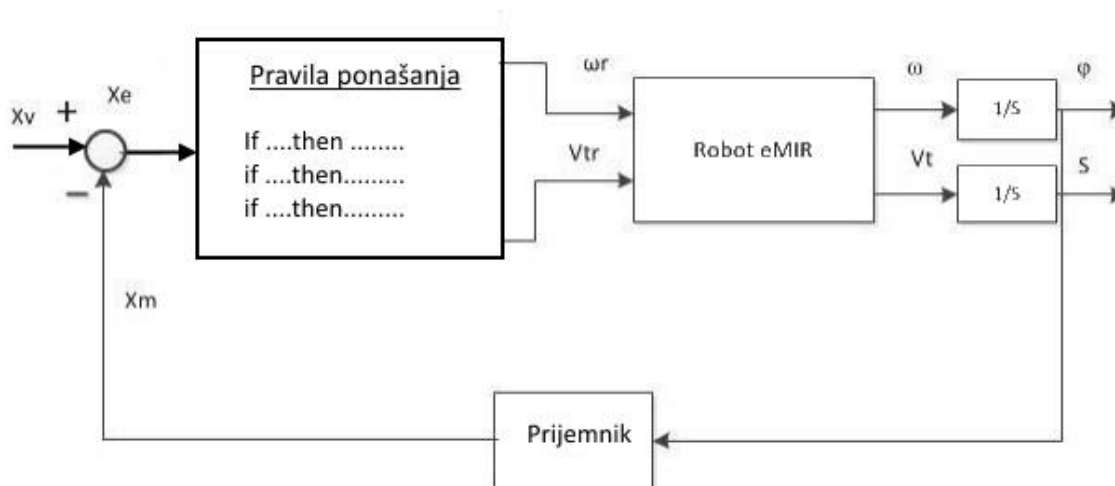 Xv
+
Xe
−
Pravila ponašanja
If ....then ........
if ....then.........
if ....then.........
ωr
Vtr
Robot eMIR
ω
Vt
1/S
1/S
φ
S
Xm
Prijemnik